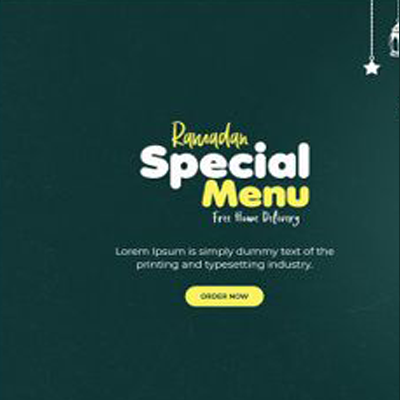 Ramadan
Special
Menu
Free Home Delivery
Lorem Ipsum is simply dummy text of the
printing and typesetting industry.
ORDER NOW